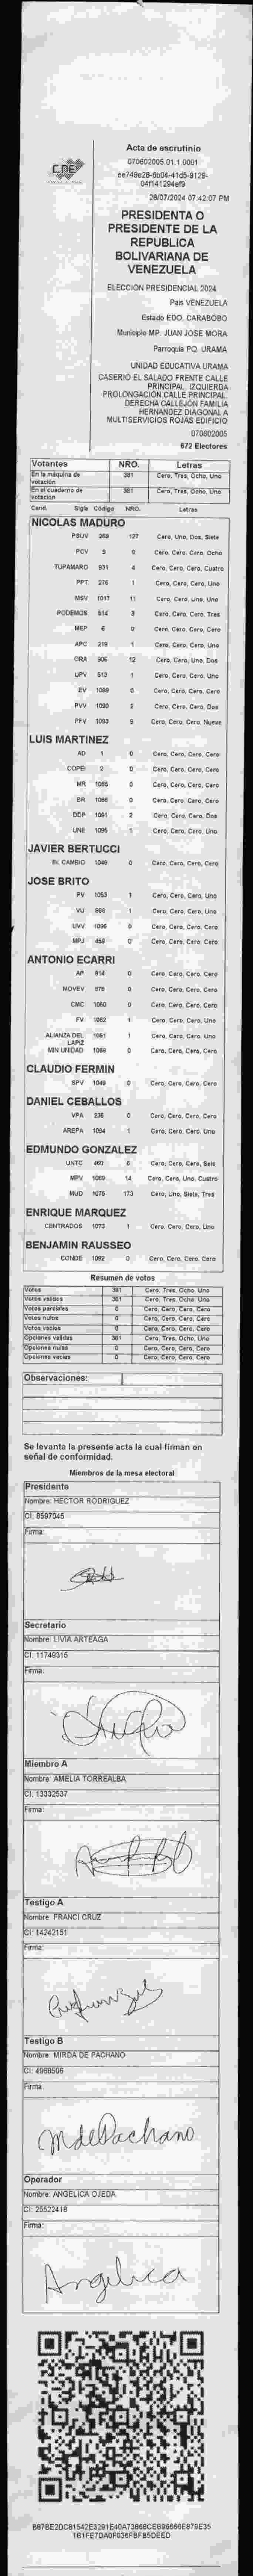 CNE
Acta de escrutinio
070602005.01.1.0001
28/07/2024 07:42:07 PM
PRESIDENTA O
PRESIDENTE DE LA
REPUBLICA
BOLIVARIANA DE
VENEZUELA
ELECCIÓN PRESIDENCIAL 2024
País VENEZUELA
Estado EDO. CARABOBO
Municipio MP. JUAN JOSE MORA
Parroquia PQ. URAMA
UNIDAD EDUCATIVA URAMA
CASERIO EL SALADO FRENTE CALLE
PRINCIPAL. IZQUIERDA
PROLONGACIÓN CALLE PRINCIPAL.
DERECHA CALLEJÓN FAMILIA
HERNANDEZ DIAGONAL A
MULTISERVICIOS ROJAS EDIFICIO
070602005
672 Electores
Votantes NRO. Letras
En la máquina de votación 381 Cero, Tres, Ocho, Uno
En el cuaderno de votación 381 Cero, Tres, Ocho, Uno
Cand. Sigla Código NRO. Letras
NICOLAS MADURO
PSUV 269 127 Cero, Uno, Dos, Siete
PCV 5 8 Cero, Cero, Cero, Ocho
TUPAMARO 931 4 Cero, Cero, Cero, Cuatro
PPT 276 1 Cero, Cero, Cero, Uno
MSV 1017 11 Cero, Cero, Uno, Uno
PODEMOS 514 3 Cero, Cero, Cero, Tres
MEP 6 0 Cero, Cero, Cero, Cero
APC 219 1 Cero, Cero, Cero, Uno
ORA 906 12 Cero, Cero, Uno, Dos
UPV 513 1 Cero, Cero, Cero, Uno
EV 1089 0 Cero, Cero, Cero, Cero
PVV 1090 2 Cero, Cero, Cero, Dos
PFV 1093 9 Cero, Cero, Cero, Nueve
LUIS MARTINEZ
AD 1 0 Cero, Cero, Cero, Cero
COPEI 2 0 Cero, Cero, Cero, Cero
MR 1065 0 Cero, Cero, Cero, Cero
BR 1066 0 Cero, Cero, Cero, Cero
DDP 1091 2 Cero, Cero, Cero, Dos
UNE 1095 1 Cero, Cero, Cero, Uno
JAVIER BERTUCCI
EL CAMBIO 1049 0 Cero, Cero, Cero, Cero
JOSE BRITO
PV 1053 1 Cero, Cero, Cero, Uno
VU 968 1 Cero, Cero, Cero, Uno
UVV 1096 0 Cero, Cero, Cero, Cero
MPJ 458 0 Cero, Cero, Cero, Cero
ANTONIO ECARRI
AP 814 0 Cero, Cero, Cero, Cero
MOVEV 878 0 Cero, Cero, Cero, Cero
CMC 1050 0 Cero, Cero, Cero, Cero
FV 1052 1 Cero, Cero, Cero, Uno
ALIANZA DEL LAPIZ 1051 1 Cero, Cero, Cero, Uno
MIN UNIDAD 1068 0 Cero, Cero, Cero, Cero
CLAUDIO FERMIN
SPV 1048 0 Cero, Cero, Cero, Cero
DANIEL CEBALLOS
VPA 236 0 Cero, Cero, Cero, Cero
AREPA 1094 1 Cero, Cero, Cero, Uno
EDMUNDO GONZALEZ
UNTC 460 6 Cero, Cero, Cero, Seis
MPV 1069 14 Cero, Cero, Uno, Cuatro
MUD 1075 173 Cero, Uno, Siete, Tres
ENRIQUE MARQUEZ
CENTRADOS 1073 1 Cero, Cero, Cero, Uno
BENJAMIN RAUSSEO
CONDE 1092 0 Cero, Cero, Cero, Cero
Resumen de votos
Votos 381 Cero, Tres, Ocho, Uno
Votos válidos 381 Cero, Tres, Ocho, Uno
Votos parciales 0 Cero, Cero, Cero, Cero
Votos nulos 0 Cero, Cero, Cero, Cero
Votos vacíos 0 Cero, Cero, Cero, Cero
Opciones válidas 381 Cero, Tres, Ocho, Uno
Opciones nulas 0 Cero, Cero, Cero, Cero
Opciones vacías 0 Cero, Cero, Cero, Cero
Observaciones:
Se levanta la presente acta la cual firman en
señal de conformidad.
Miembros de la mesa electoral
Presidente
Nombre: HECTOR RODRIGUEZ
CI: 8587045
Firma:
Secretario
Nombre: LIVIA ARTEAGA
CI: 11749315
Firma:
Miembro A
Nombre: AMELIA TORREALBA
CI: 13332537
Firma:
Testigo A
Nombre: FRANCI CRUZ
CI: 14242151
Firma:
Testigo B
Nombre: MIRDA DE PACHANO
CI: 4968506
Firma:
MdePachano
Operador
Nombre: ANGELICA OJEDA
CI: 25522418
Firma:
Angelica